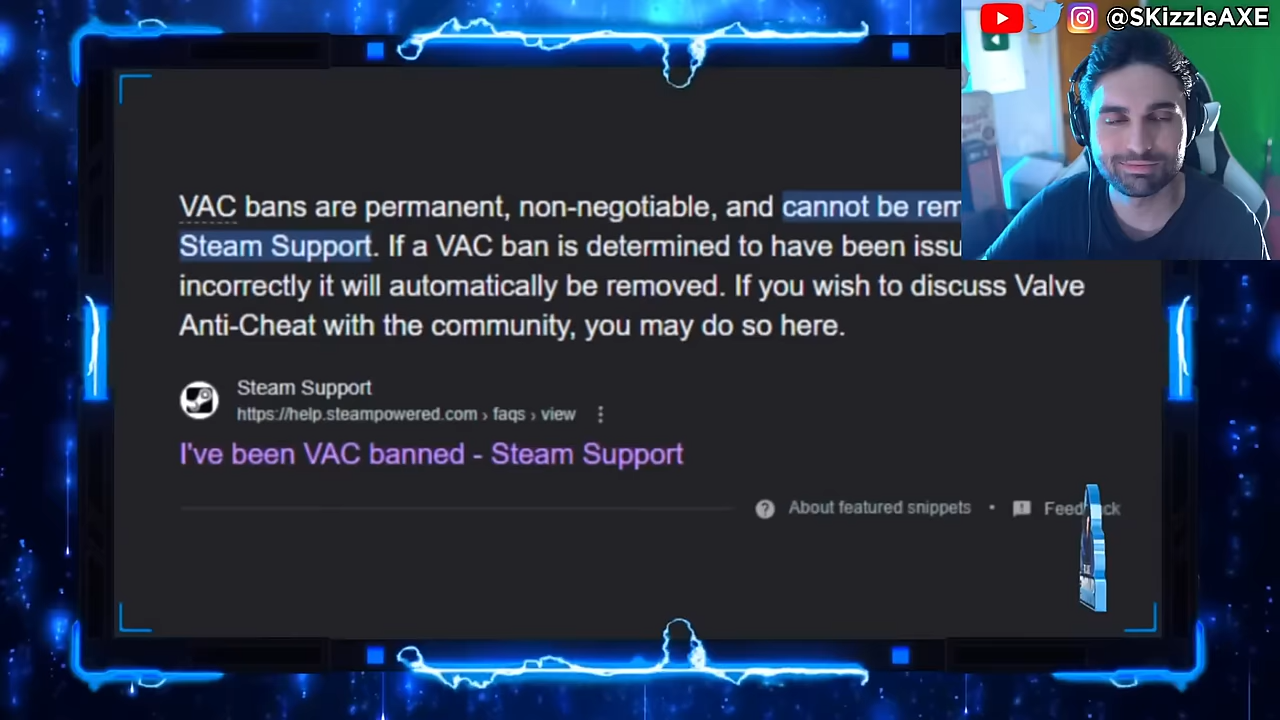 @SKizzleAXE
VAC bans are permanent, non-negotiable, and cannot be rem
Steam Support. If a VAC ban is determined to have been issu
incorrectly it will automatically be removed. If you wish to discuss Valve
Anti-Cheat with the community, you may do so here.
Steam Support
https://help.steampowered.com › faqs › view
I've been VAC banned - Steam Support
About featured snippets • Feedback